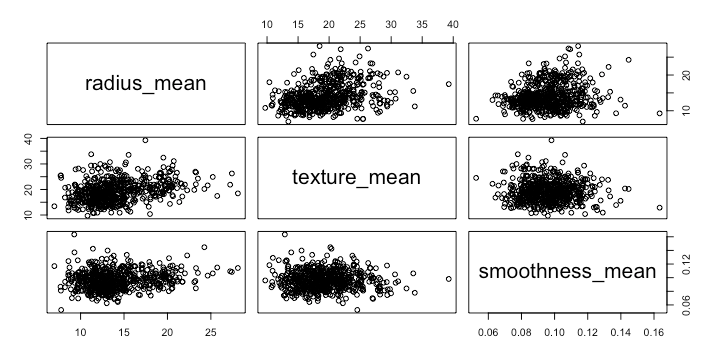 10 15 20 25 30 35 40
radius_mean
10 20
10 20 30 40
texture_mean
smoothness_mean
0.06 0.12
10 15 20 25
0.06 0.08 0.10 0.12 0.14 0.16